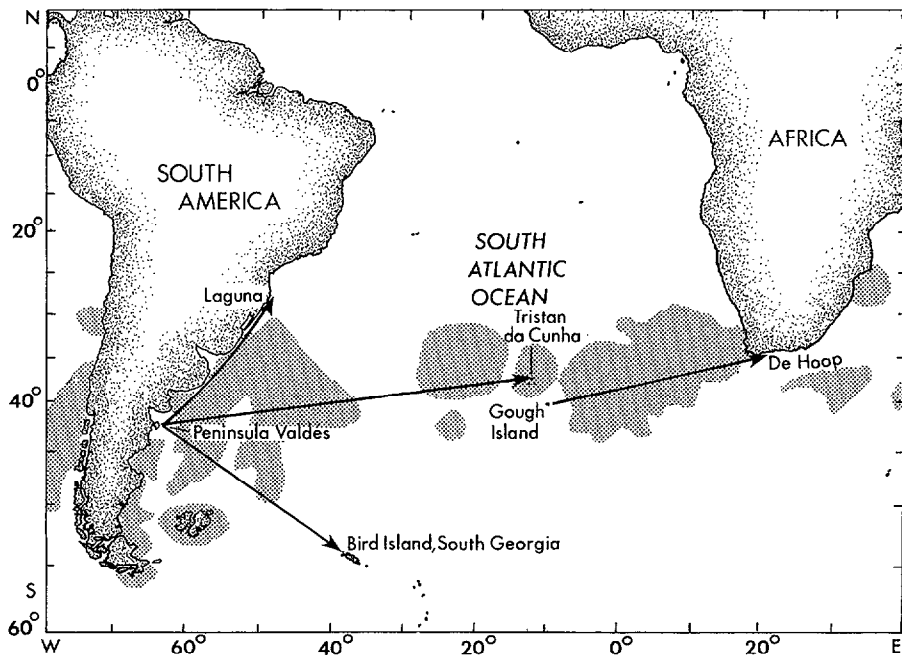 N
0°
20°
40°
S
60°
W
60°
40°
20°
0°
20°
E
SOUTH
AMERICA
AFRICA
SOUTH
ATLANTIC
OCEAN
Laguna
Tristan
da Cunha
De Hoop
Gough
Island
Peninsula Valdes
Bird Island, South Georgia